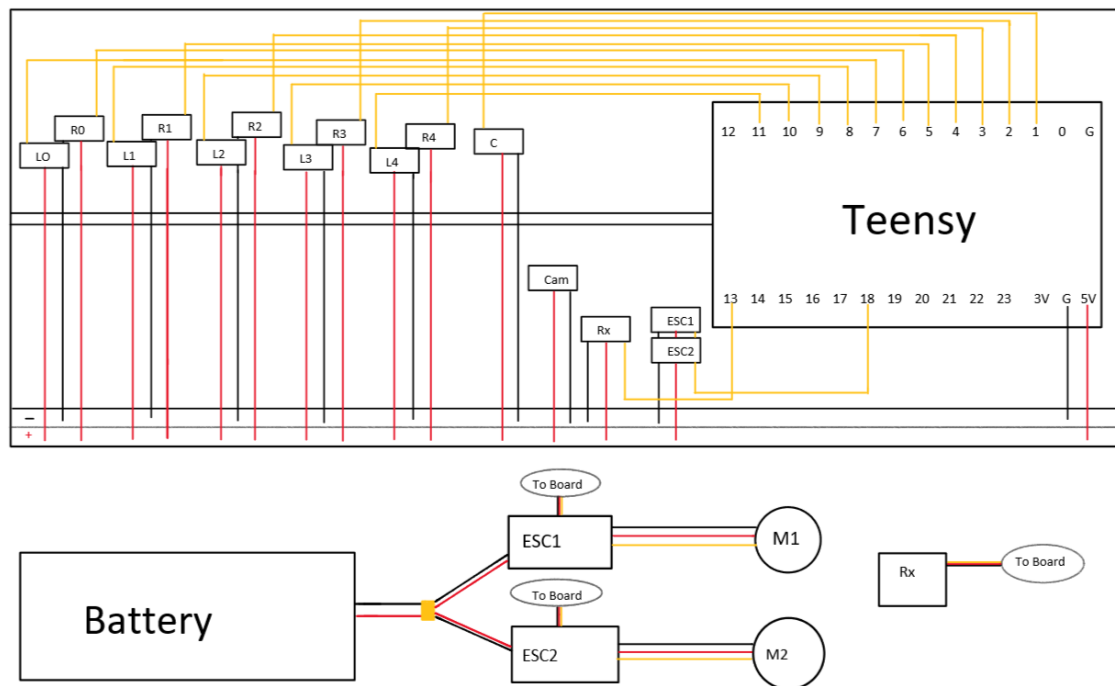 R0 R1 R2 R3 R4 C
LO L1 L2 L3 L4
12 11 10 9 8 7 6 5 4 3 2 1 0 G
Teensy
Cam
13 14 15 16 17 18 19 20 21 22 23 3V G 5V
Rx
ESC1
ESC2
−
+
To Board
ESC1
M1
Rx
To Board
Battery
To Board
ESC2
M2